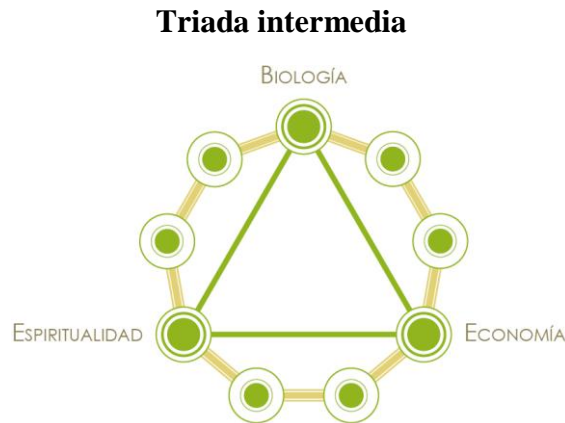 Triada intermedia
BIOLOGÍA
ESPIRITUALIDAD
ECONOMÍA